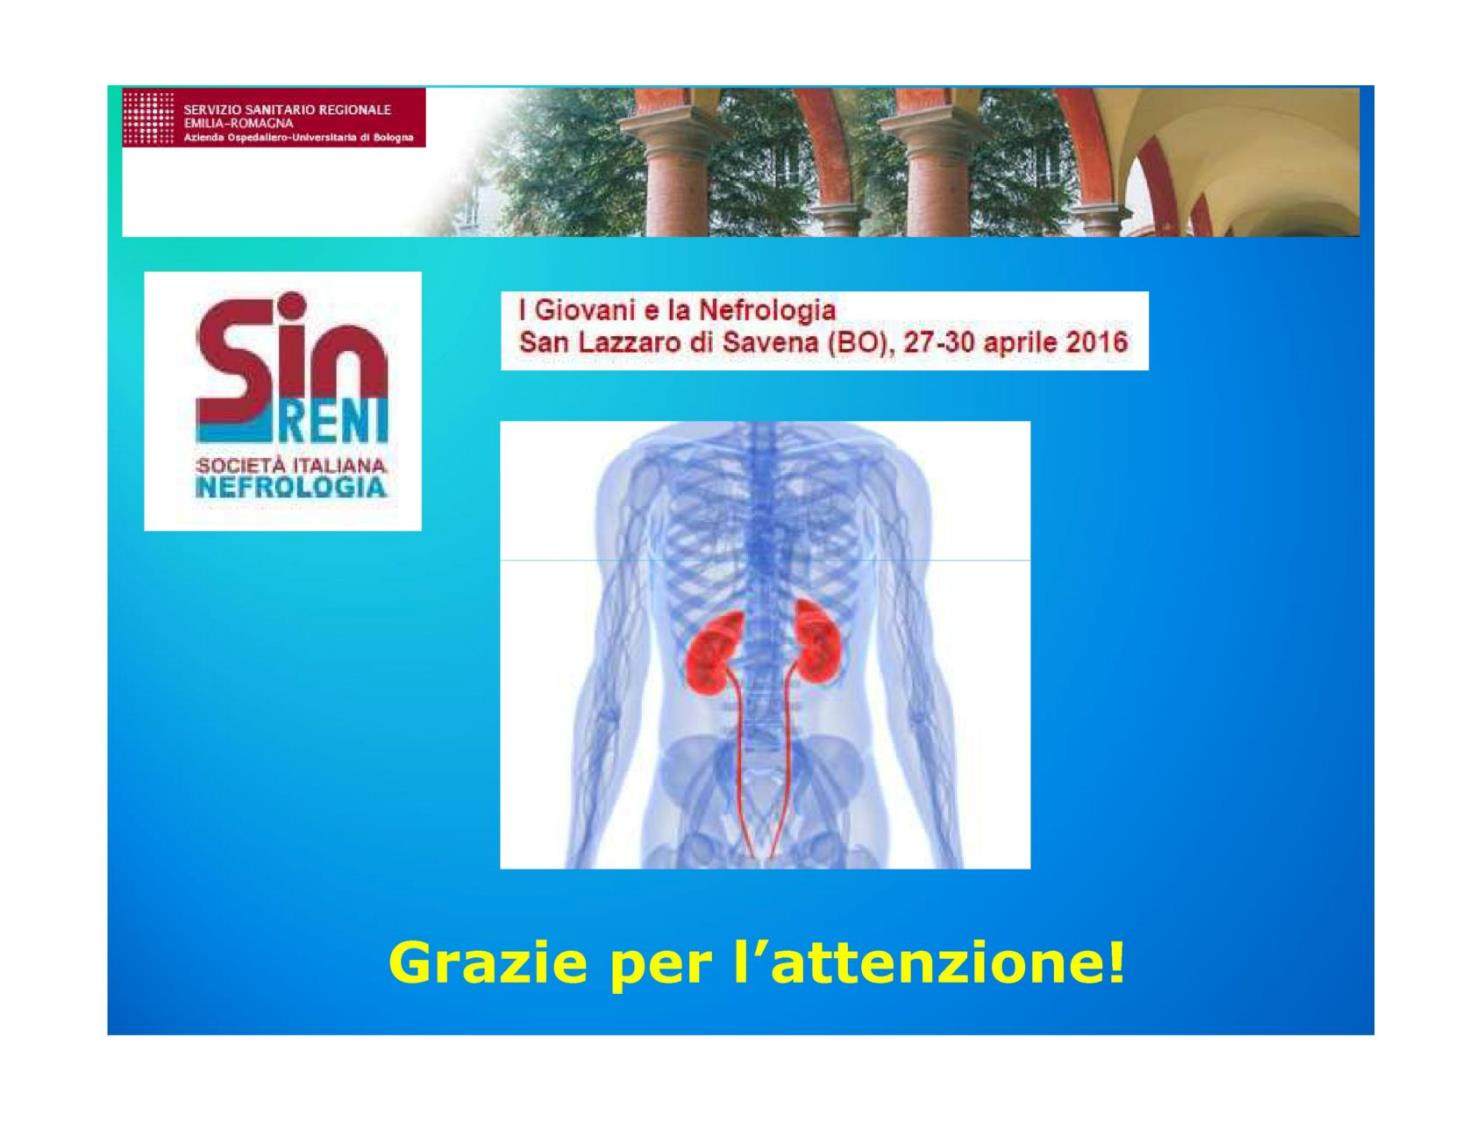 SERVIZIO SANITARIO REGIONALE
EMILIA-ROMAGNA
Azienda Ospedaliero-Universitaria di Bologna
Sin
RENI
SOCIETÀ ITALIANA
NEFROLOGIA
I Giovani e la Nefrologia
San Lazzaro di Savena (BO), 27-30 aprile 2016
Grazie per l’attenzione!